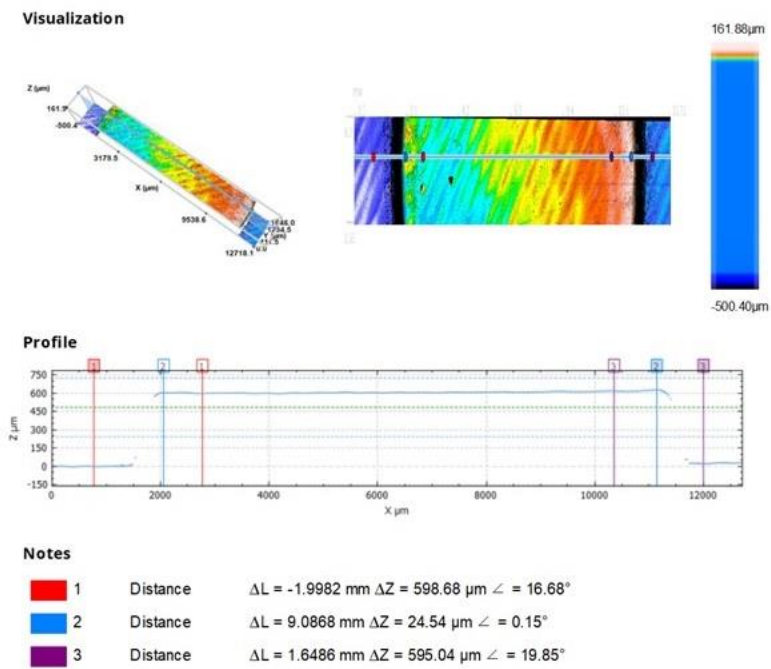 Visualization
161.88µm
Z (µm)
161.9
-500.4
3179.5
X (µm)
9538.6
12718.1
-500.40µm
Profile
1 2 1 3 2 3
750
600
450
300
150
0
-150
Z µm
0 2000 4000 6000 8000 10000 12000
X µm
Notes
1 Distance ΔL = -1.9982 mm ΔZ = 598.68 µm ∠ = 16.68°
2 Distance ΔL = 9.0868 mm ΔZ = 24.54 µm ∠ = 0.15°
3 Distance ΔL = 1.6486 mm ΔZ = 595.04 µm ∠ = 19.85°